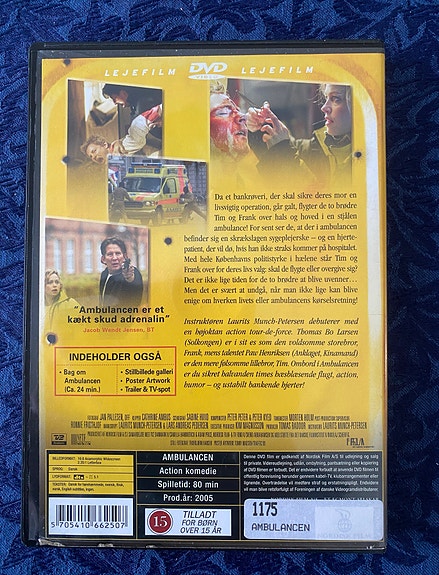 LEJEFILM DVD VIDEO LEJEFILM
Da et bankrøveri, der skal sikre deres mor en
livsvigtig operation, går galt, flygter de to brødre
Tim og Frank over hals og hoved i en stjålen
ambulance! For sent ser de, at der i ambulancen
befinder sig en skrækslagen sygeplejerske – og en hjerte-
patient, der vil dø, hvis han ikke straks kommer på hospitalet.
Med hele Københavns politistyrke i hælene står Tim og
Frank over for deres livs valg: skal de flygte eller overgive sig?
Det er ikke lige tiden for de to brødre at blive uvenner…
Men det er svært at undgå, når man ikke lige kan blive
enige om hverken livets eller ambulancens kørselsretning!
"Ambulancen er et
kækt skud adrenalin"
Jacob Wendt Jensen, BT
Instruktøren Laurits Munch-Petersen debuterer med
en højoktan action tour-de-force. Thomas Bo Larsen
(Solkongen) er i sit es som den voldsomme storebror,
Frank, mens talentet Paw Henriksen (Anklaget, Kinamand)
er den mere følsomme lillebror, Tim. Ombord i Ambulancen
er du sikret halvanden times hæsblæsende flugt, action,
humor – og ustabilt bankende hjerter!
INDEHOLDER OGSÅ
• Bag om
Ambulancen
(Ca. 24 min.)
• Stillbillede galleri
• Poster Artwork
• Trailer & TV-spot
AMBULANCEN
Action komedie
Spilletid: 80 min
Prod.år: 2005
5 705410 662507
15
TILLADT
FOR BØRN
OVER 15 ÅR
1175
AMBULANCEN